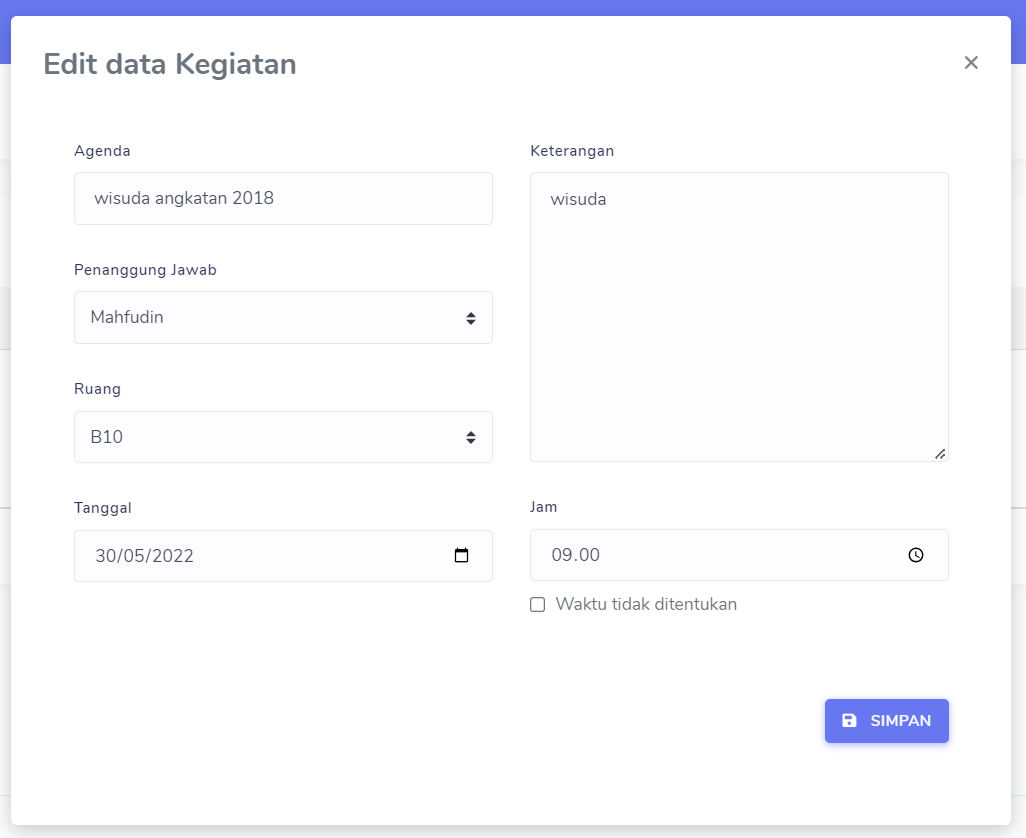 Edit data Kegiatan
Agenda
wisuda angkatan 2018
Penanggung Jawab
Mahfudin
Ruang
B10
Tanggal
30/05/2022
Keterangan
wisuda
Jam
09.00
Waktu tidak ditentukan
SIMPAN